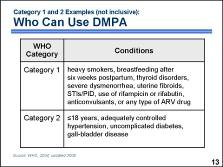 Category 1 and 2 Examples (not inclusive):
Who Can Use DMPA
WHO
Category
Conditions
Category 1
heavy smokers, breastfeeding after
six weeks postpartum, thyroid disorders,
severe dysmenorrhea, uterine fibroids,
STIs/PID, use of rifampicin or rifabutin,
anticonvulsants, or any type of ARV drug
Category 2
≤18 years, adequately controlled
hypertension, uncomplicated diabetes,
gall-bladder disease
Source: WHO, 2004, updated 2008.
13